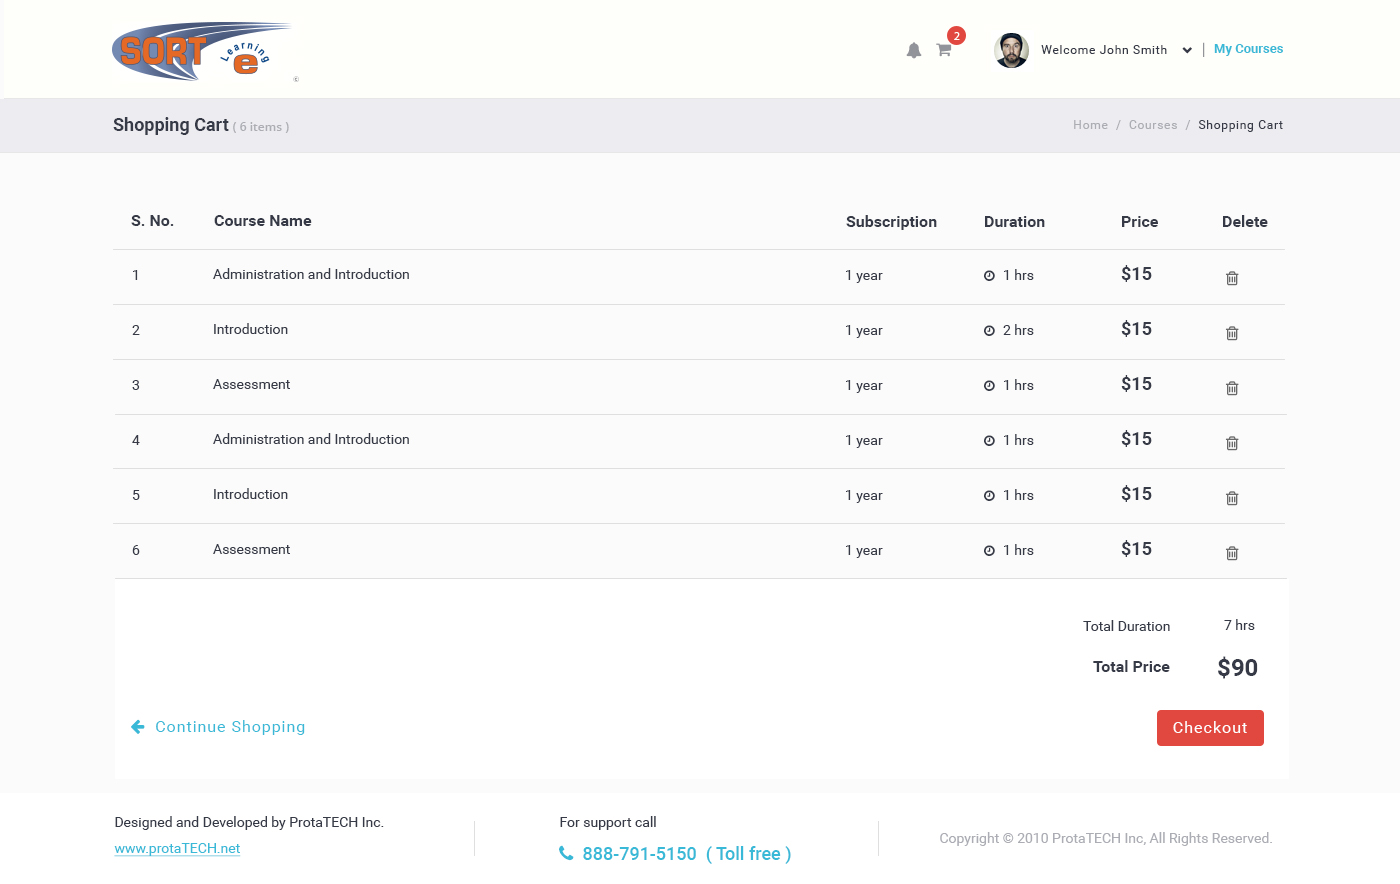 SORT eLearning ©
2
Welcome John Smith | My Courses
Shopping Cart ( 6 items )
Home / Courses / Shopping Cart
S. No. Course Name Subscription Duration Price Delete
1 Administration and Introduction 1 year 1 hrs $15
2 Introduction 1 year 2 hrs $15
3 Assessment 1 year 1 hrs $15
4 Administration and Introduction 1 year 1 hrs $15
5 Introduction 1 year 1 hrs $15
6 Assessment 1 year 1 hrs $15
Total Duration 7 hrs
Total Price $90
Continue Shopping Checkout
Designed and Developed by ProtaTECH Inc.
www.protaTECH.net
For support call
888-791-5150 ( Toll free )
Copyright © 2010 ProtaTECH Inc, All Rights Reserved.